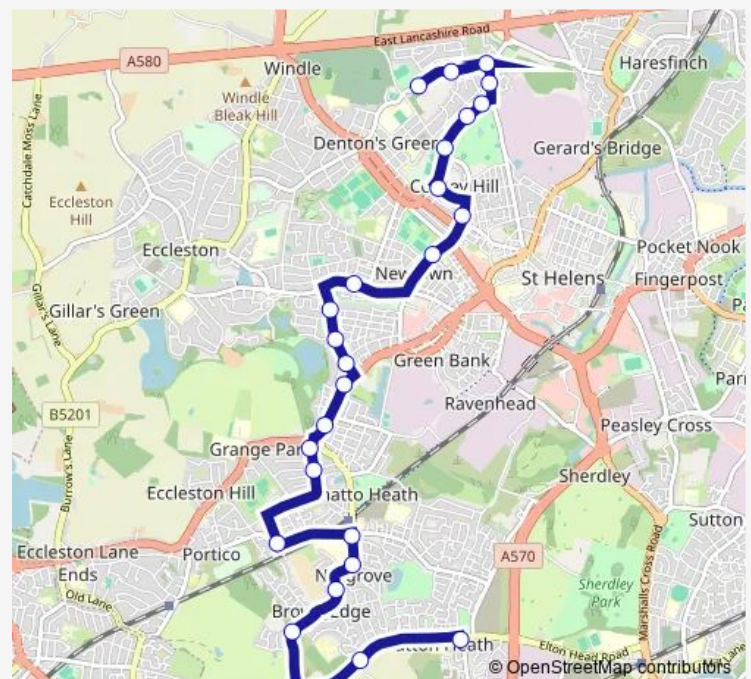 East Lancashire Road
A580
Windle
Haresfinch
Catchdale Moss Lane
Windle
Bleak Hill
Denton's Green
Gerard's Bridge
Eccleston
Hill
Hill
Eccleston
Pocket Nook
St Helens
Fingerpost
Gillar's Green
Gillar's Lane
Green Bank
B5201
Ravenhead
Peasley Cross
Grange Par
Burrow's Lane
Sherdley
Eccleston Hill
hatto Heath
Sutton
Eccleston Lane
Ends
Portico
A570
Marshalls Cross Road
Old Lane
Sherdley
Park
Elton Head Road
© OpenStreetMap contributors